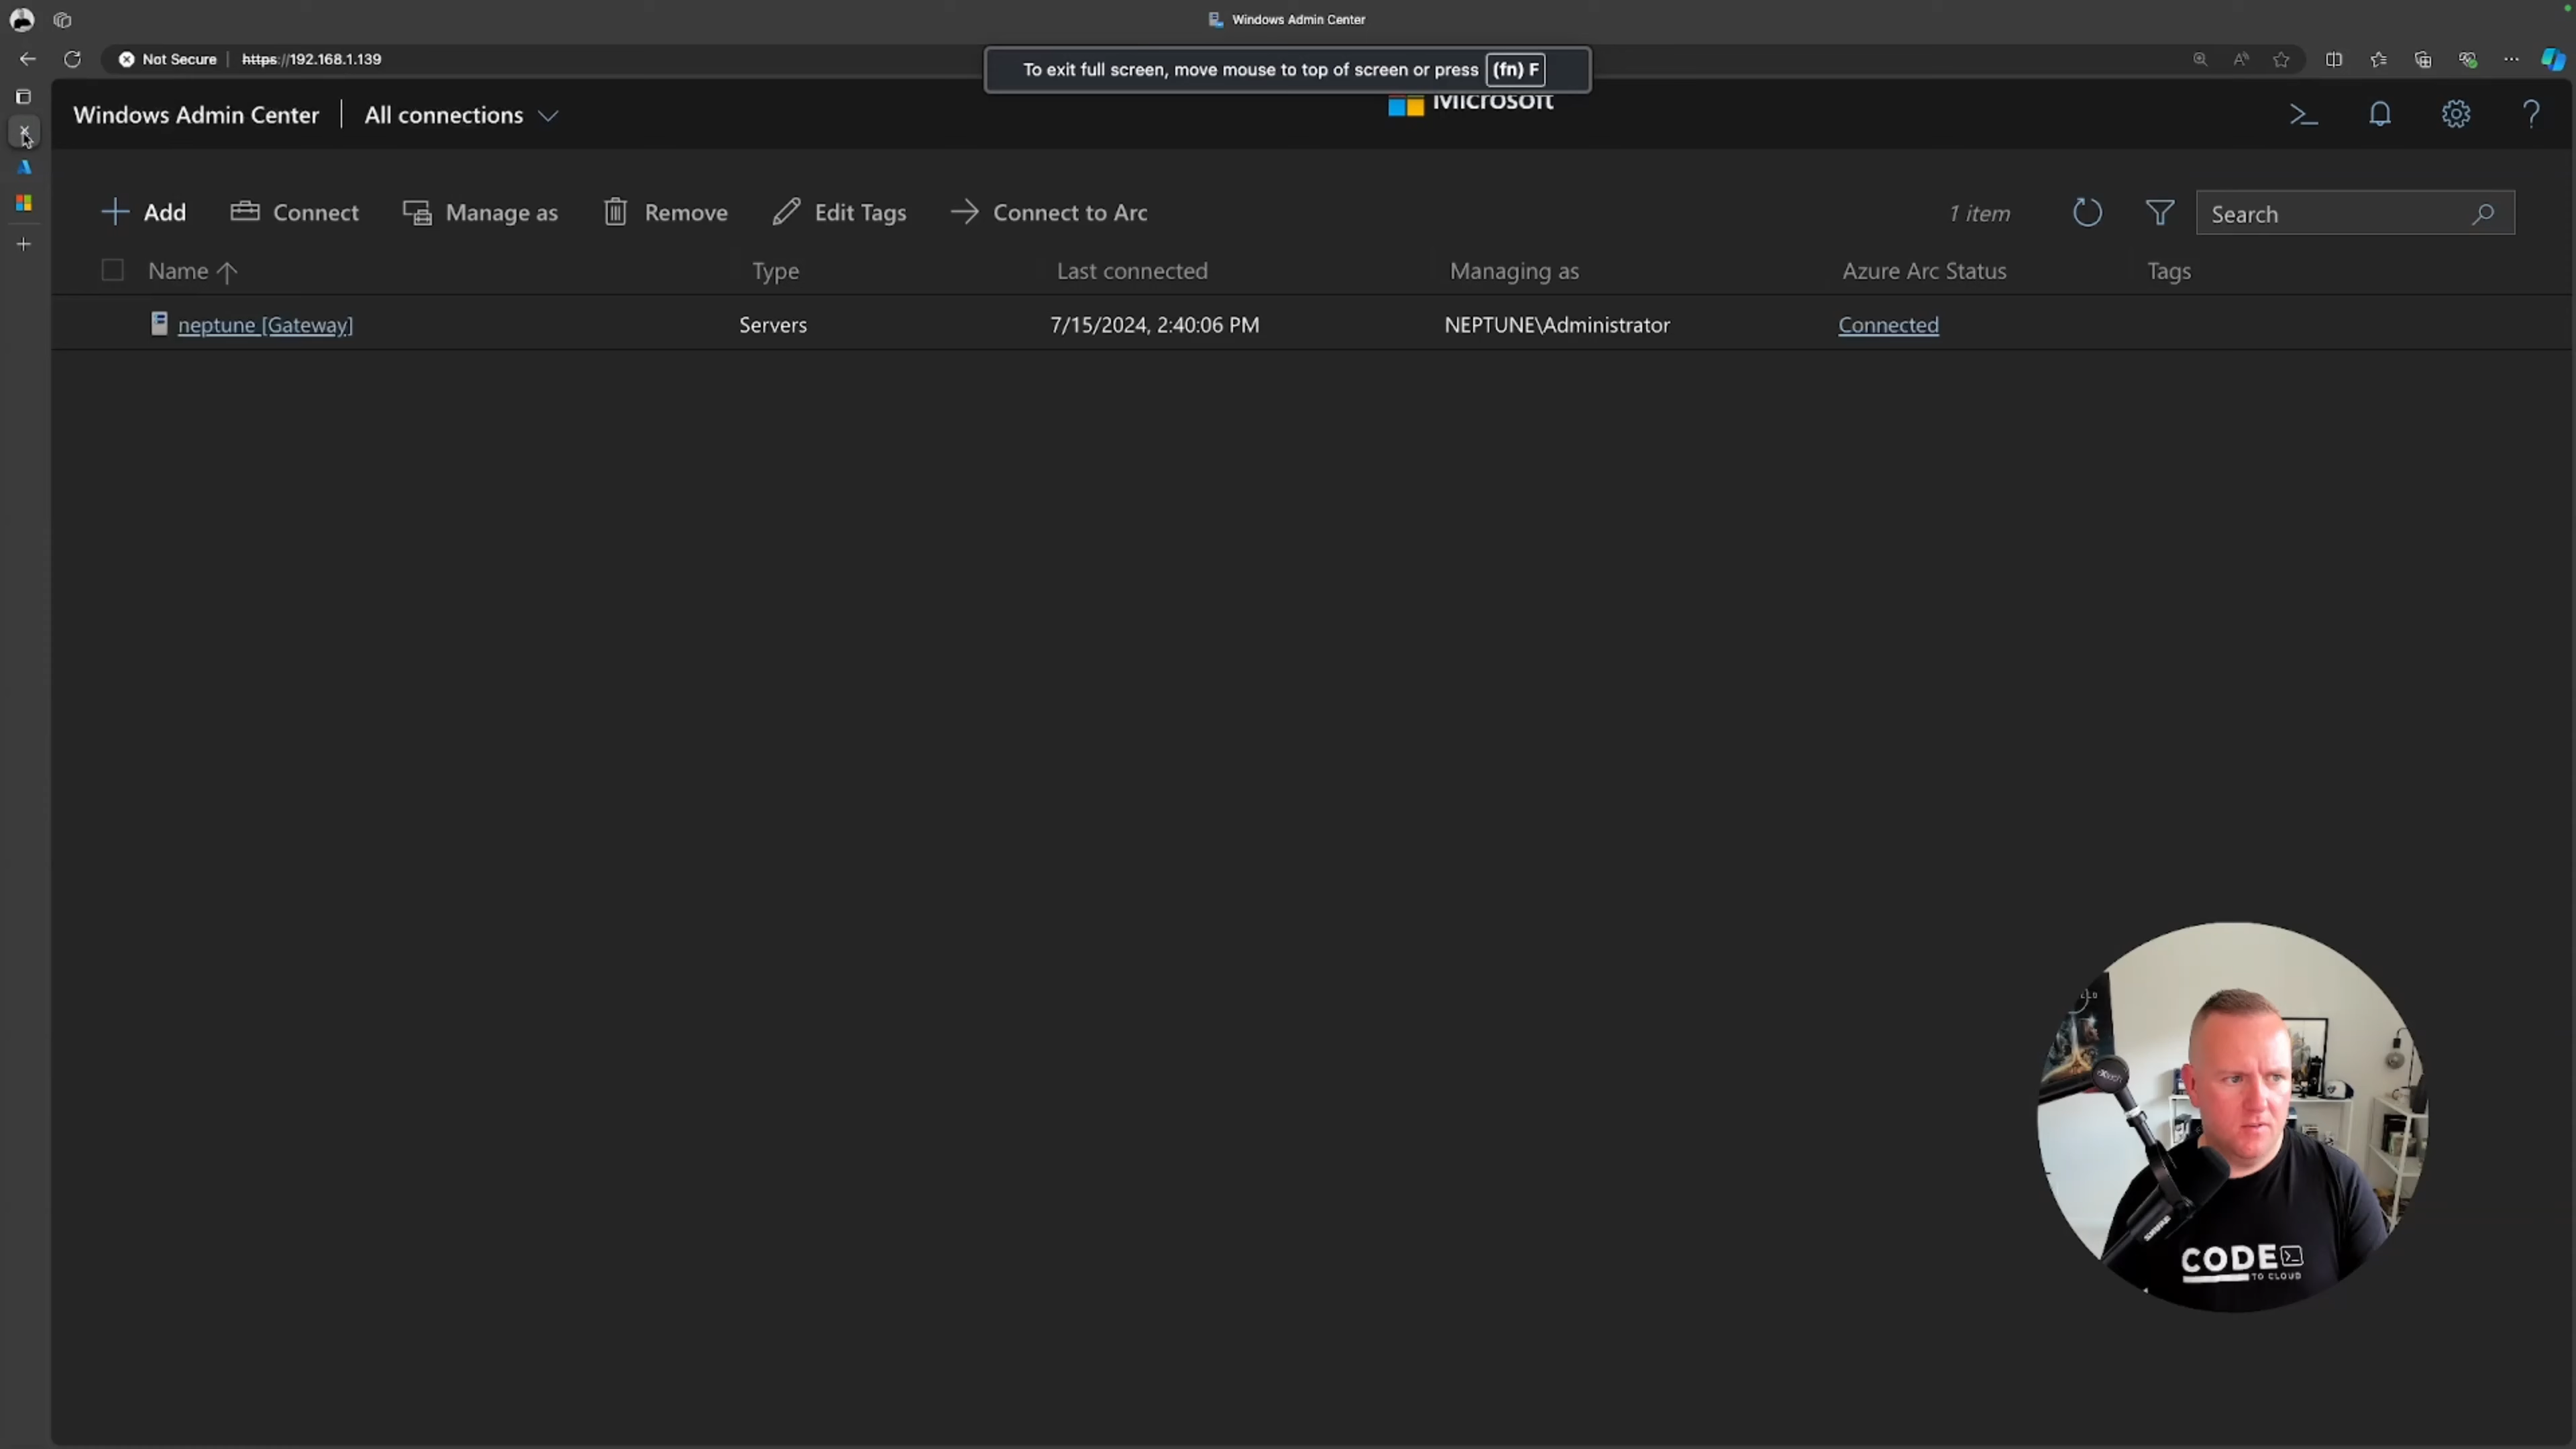 Windows Admin Center
Not Secure https://192.168.1.139
To exit full screen, move mouse to top of screen or press (fn) F
Windows Admin Center All connections
Microsoft
Add Connect Manage as Remove Edit Tags Connect to Arc 1 item Search
Name Type Last connected Managing as Azure Arc Status Tags
neptune [Gateway] Servers 7/15/2024, 2:40:06 PM NEPTUNE\Administrator Connected
CODE
TO CLOUD